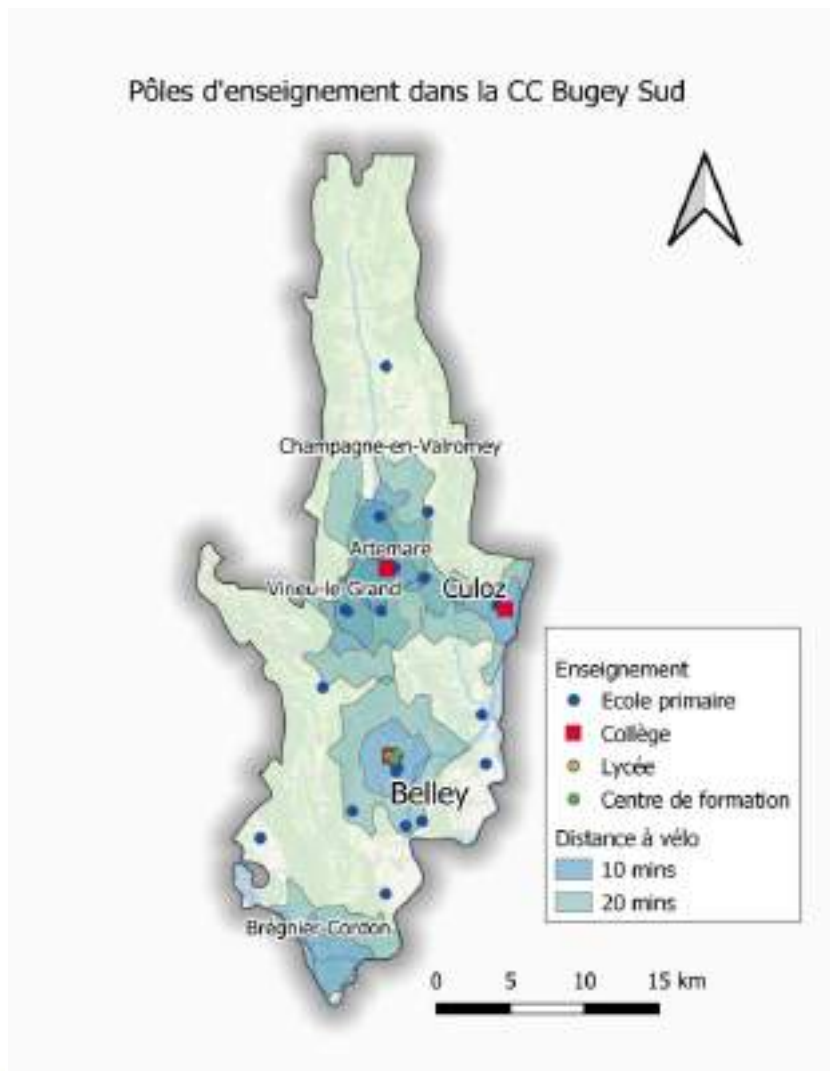 Pôles d'enseignement dans la CC Bugey Sud
Champagne-en-Valromey
Artemare
Virieu-le-Grand
Culoz
Belley
Brégnier-Cordon
Enseignement
Ecole primaire
Collège
Lycée
Centre de formation
Distance à vélo
10 mins
20 mins
0 5 10 15 km